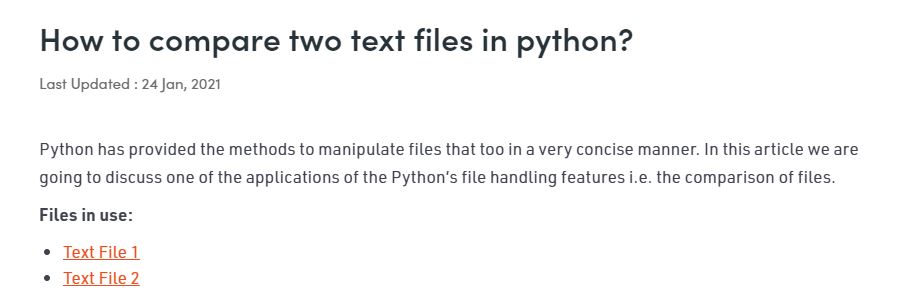 How to compare two text files in python?
Last Updated : 24 Jan, 2021
Python has provided the methods to manipulate files that too in a very concise manner. In this article we are
going to discuss one of the applications of the Python's file handling features i.e. the comparison of files.
Files in use:
• Text File 1
• Text File 2